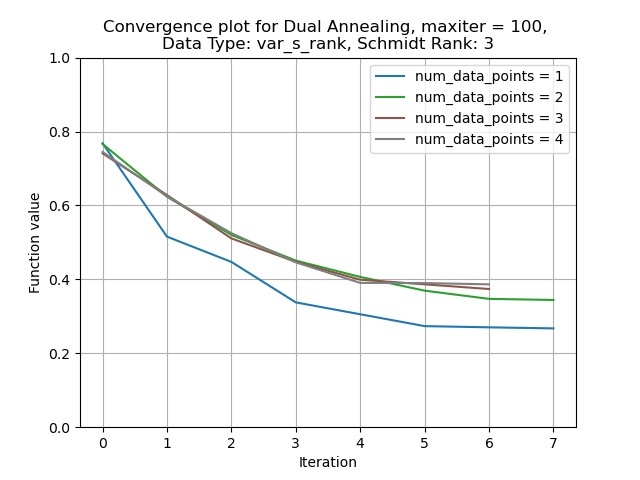 Convergence plot for Dual Annealing, maxiter = 100,
Data Type: var_s_rank, Schmidt Rank: 3
1.0
0.8
0.6
0.4
0.2
0.0
Function value
num_data_points = 1
num_data_points = 2
num_data_points = 3
num_data_points = 4
0 1 2 3 4 5 6 7
Iteration